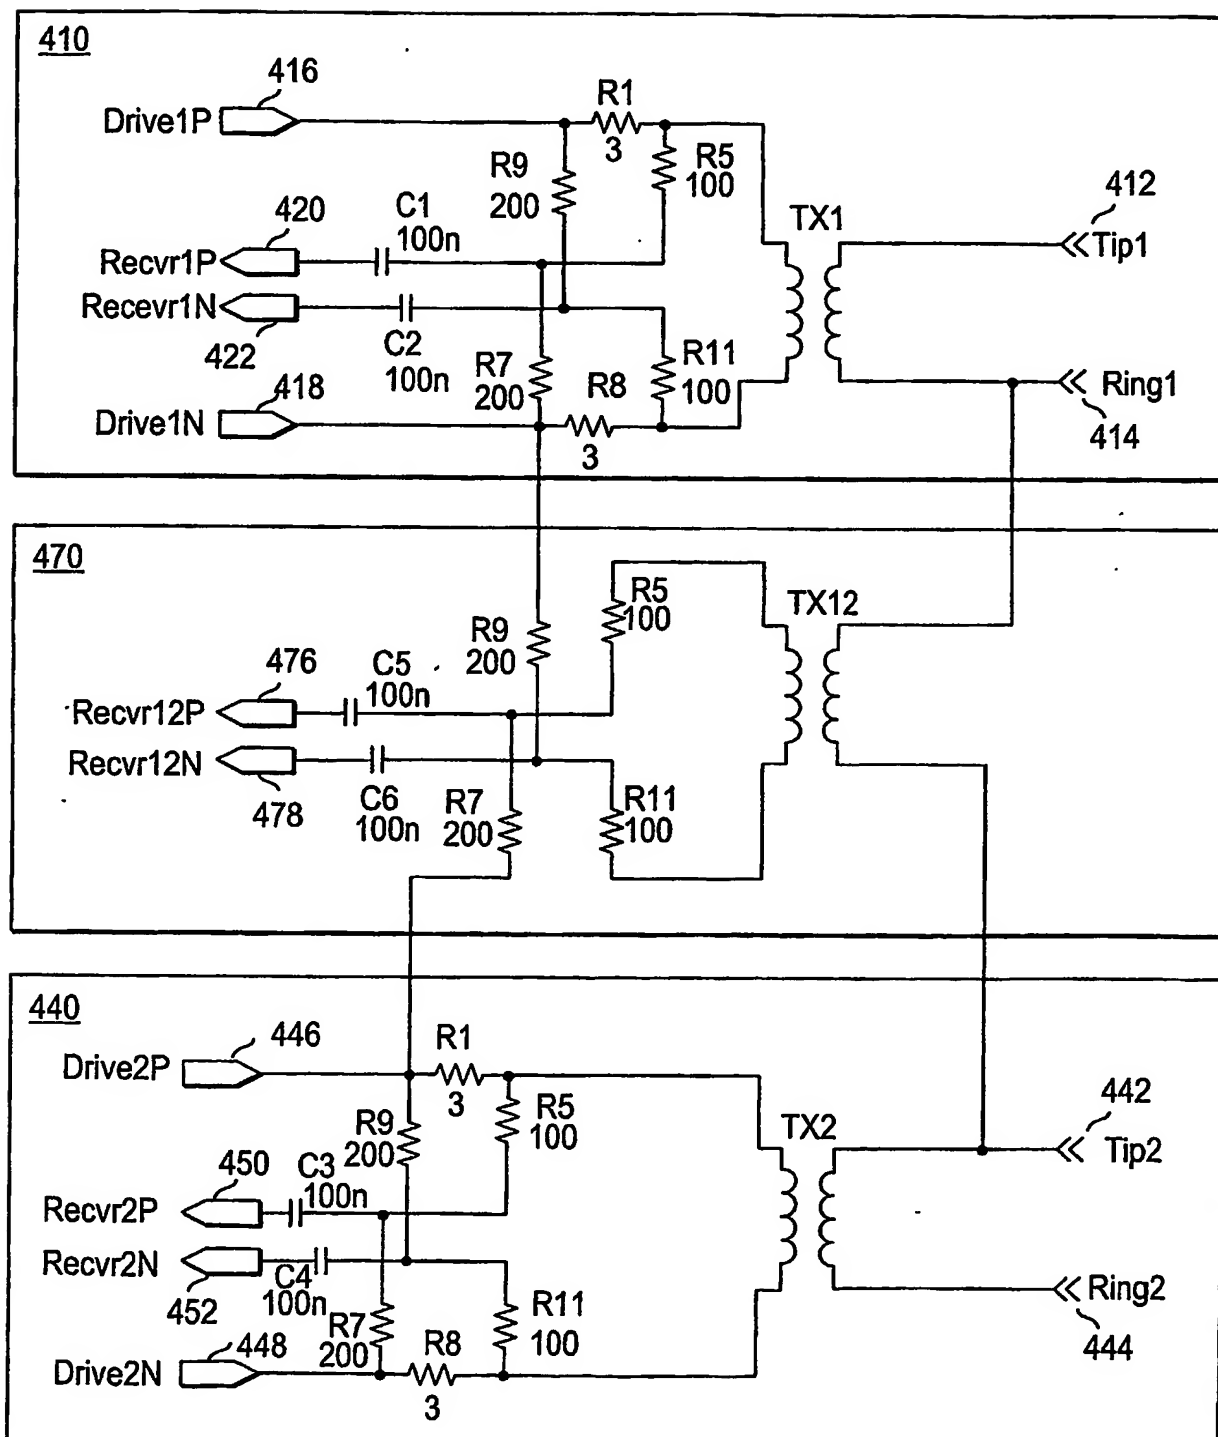 410
416
Drive1P
R1
3
R9
200
R5
100
412
TX1
Tip1
420
C1
100n
Recvr1P
Recevr1N
422
C2
100n
R7
200
R8
3
R11
100
Ring1
414
418
Drive1N
470
R5
100
TX12
R9
200
476
C5
100n
Recvr12P
Recvr12N
478
C6
100n
R7
200
R11
100
440
446
Drive2P
R1
3
R9
200
R5
100
442
TX2
Tip2
450
C3
100n
Recvr2P
Recvr2N
452
C4
100n
R7
200
R8
3
R11
100
Ring2
444
448
Drive2N